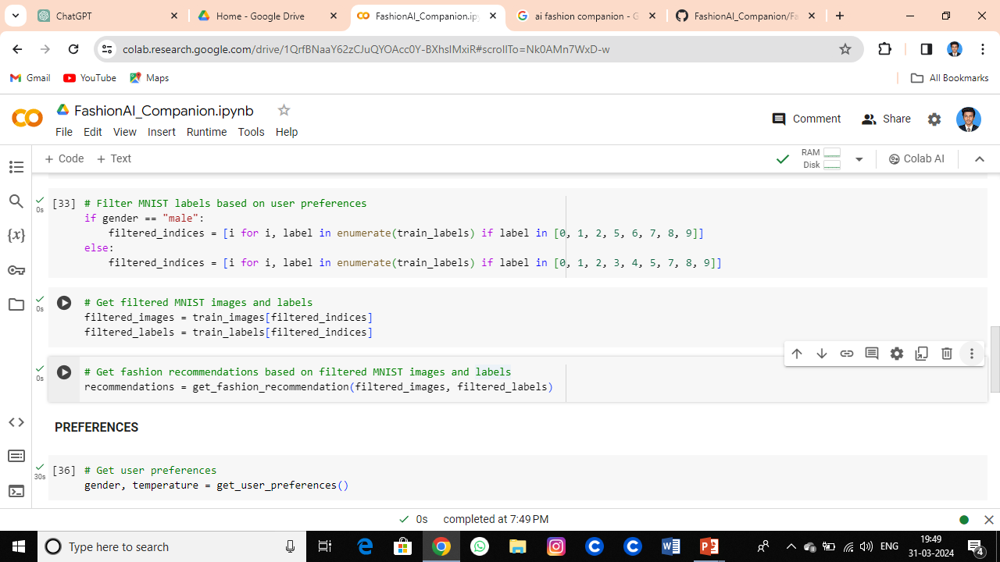 ChatGPT
Home - Google Drive
FashionAI_Companion.ip
ai fashion companion - G
FashionAI_Companion/Fa
colab.research.google.com/drive/1QrfBNaaY62zCJuQYOAcc0Y-BXhsIMxiR#scrollTo=Nk0AMn7WxD-w
Gmail
YouTube
Maps
All Bookmarks
FashionAI_Companion.ipynb
File Edit View Insert Runtime Tools Help
Comment
Share
+ Code + Text
RAM
Disk
Colab AI
[33] # Filter MNIST labels based on user preferences
0s
if gender == "male":
filtered_indices = [i for i, label in enumerate(train_labels) if label in [0, 1, 2, 5, 6, 7, 8, 9]]
else:
filtered_indices = [i for i, label in enumerate(train_labels) if label in [0, 1, 2, 3, 4, 5, 7, 8, 9]]
# Get filtered MNIST images and labels
0s
filtered_images = train_images[filtered_indices]
filtered_labels = train_labels[filtered_indices]
# Get fashion recommendations based on filtered MNIST images and labels
0s
recommendations = get_fashion_recommendation(filtered_images, filtered_labels)
PREFERENCES
[36] # Get user preferences
30s
gender, temperature = get_user_preferences()
0s completed at 7:49 PM
Type here to search
ENG
19:49
31-03-2024
4